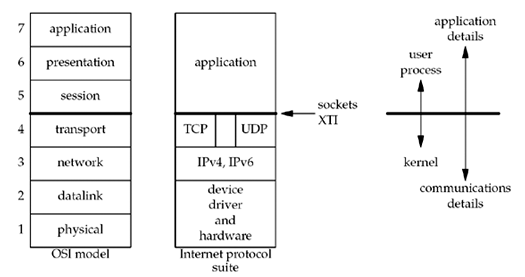 7
application
6
presentation
5
session
4
transport
3
network
2
datalink
1
physical
OSI model
application
TCP
UDP
IPv4, IPv6
device
driver
and
hardware
Internet protocol
suite
sockets
XTI
application
details
user
process
kernel
communications
details